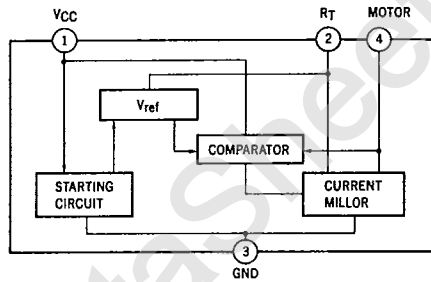 VCC
RT
MOTOR
1
2
4
Vref
COMPARATOR
STARTING
CIRCUIT
CURRENT
MILLOR
3
GND